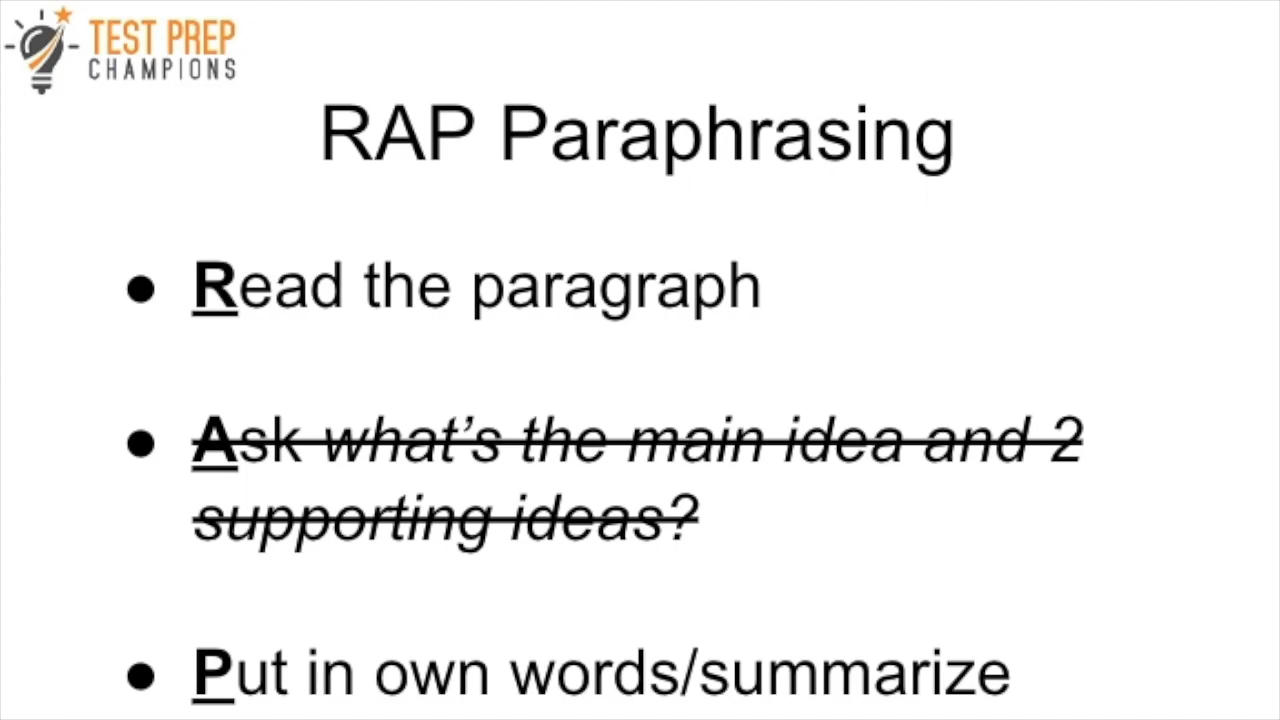 TEST PREP
CHAMPIONS
RAP Paraphrasing
● Read the paragraph
● Ask what's the main idea and 2
supporting ideas?
● Put in own words/summarize